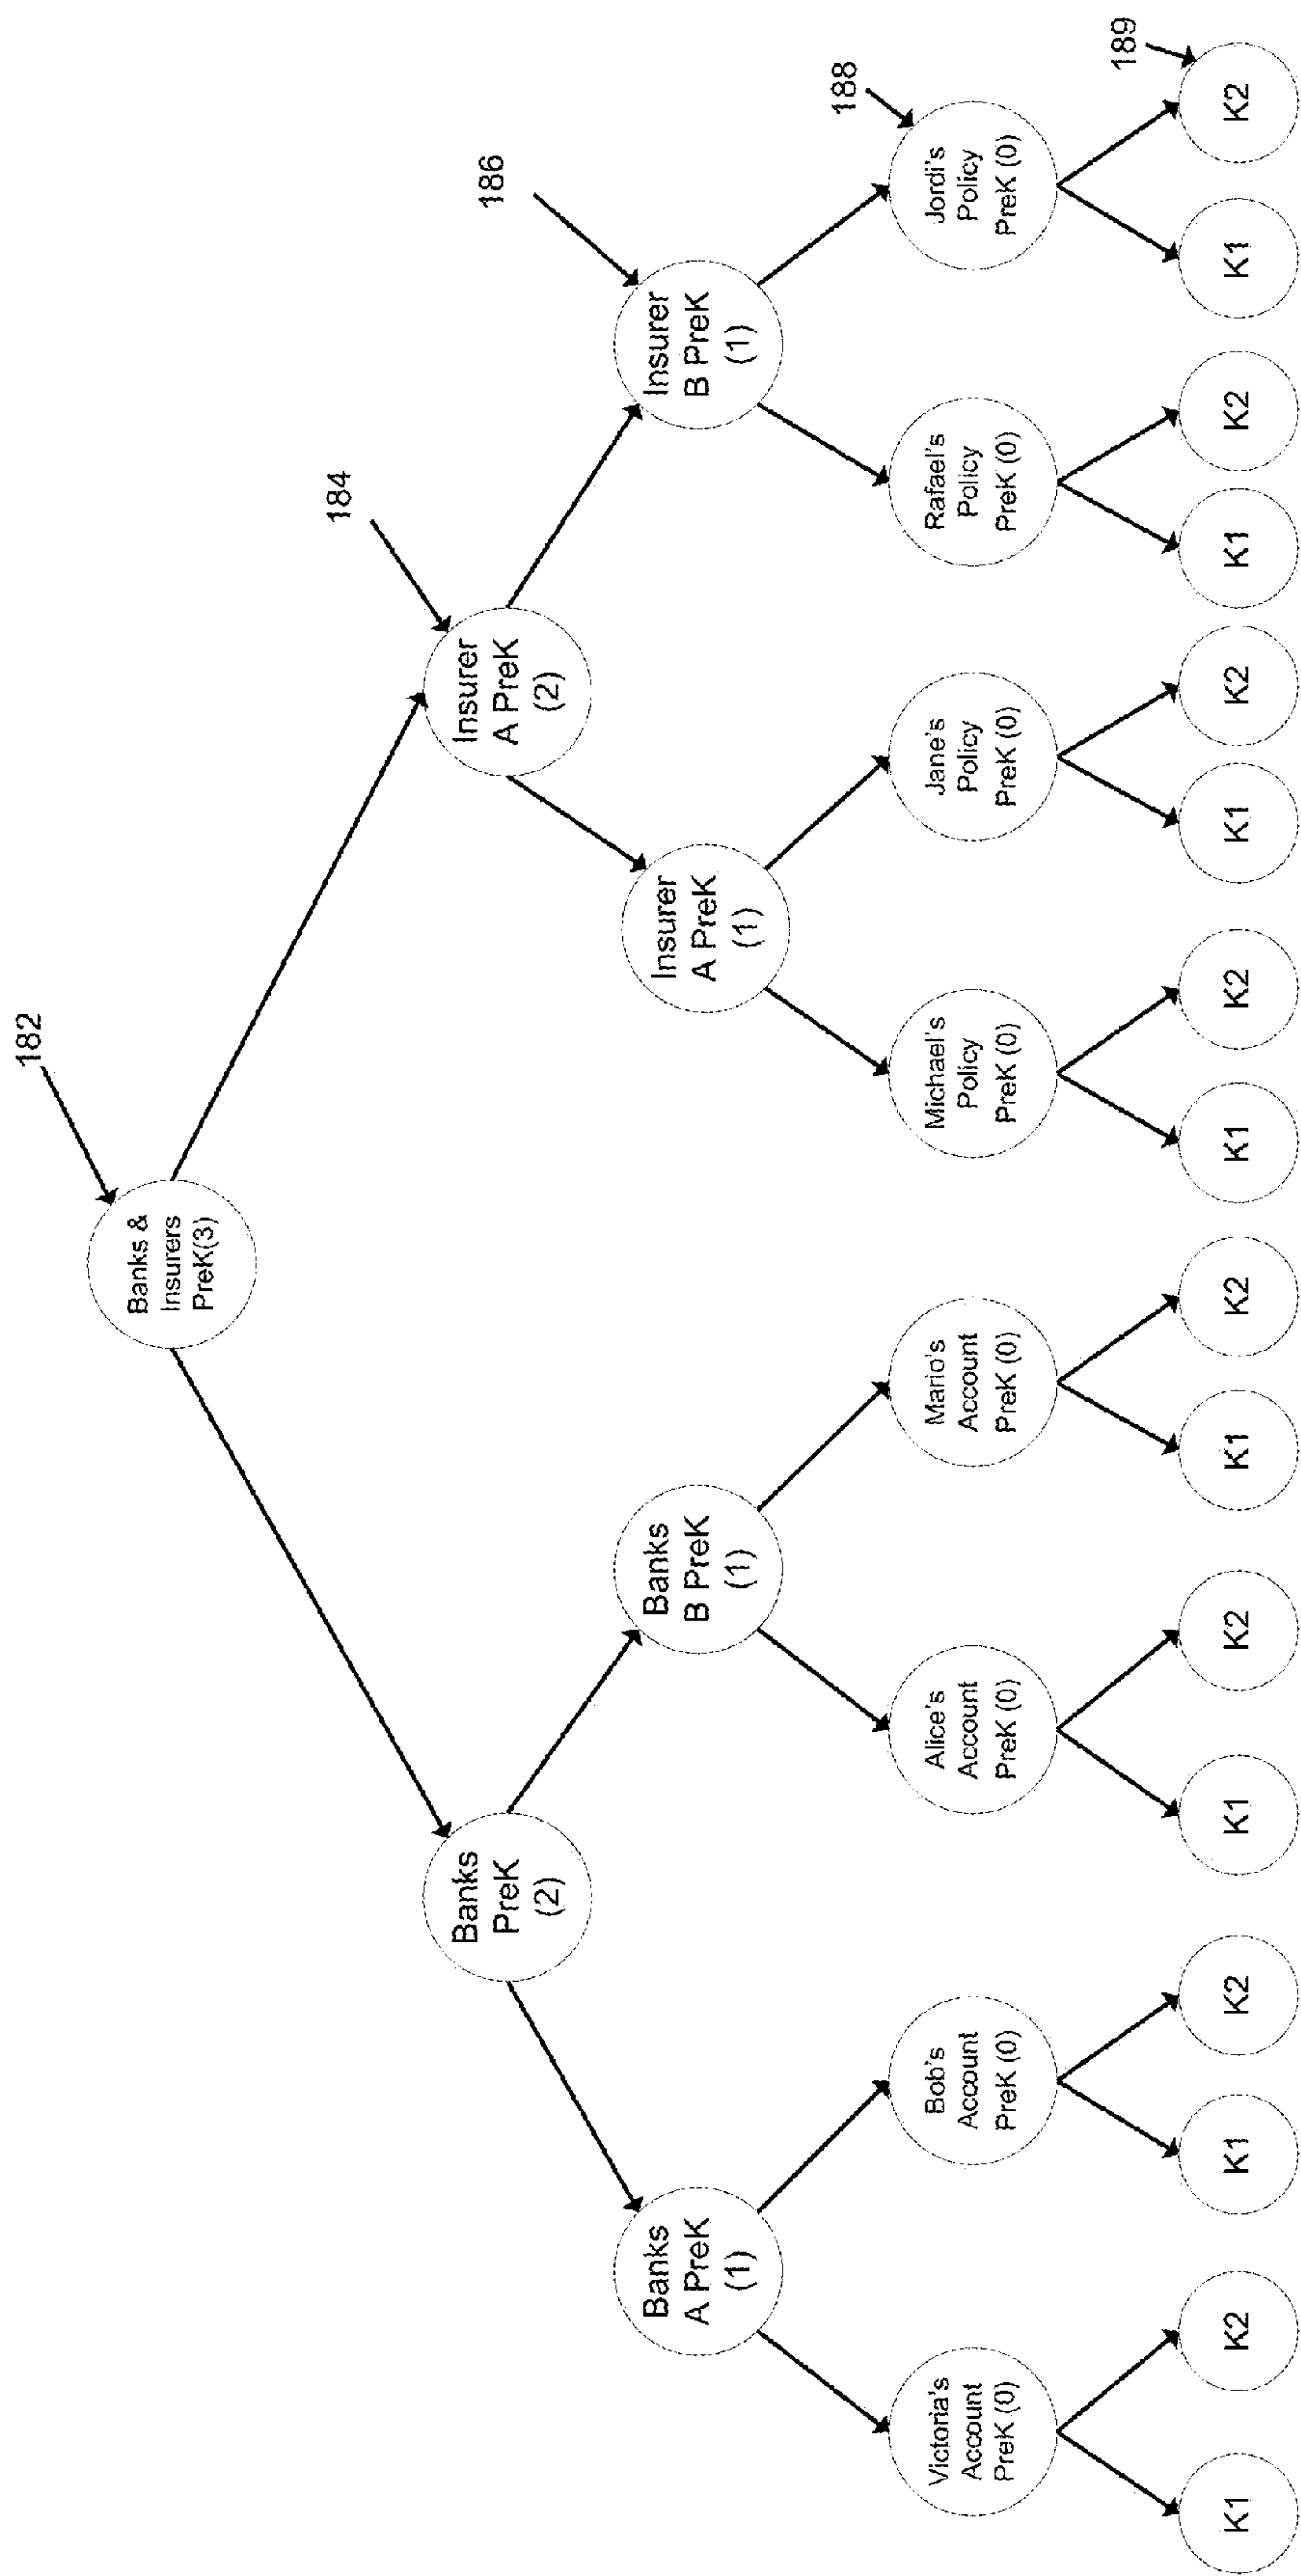 182
Banks &
Insurers
PreK(3)
184
Banks
PreK
(2)
Insurer
A PreK
(2)
186
Banks
A PreK
(1)
Banks
B PreK
(1)
Insurer
A PreK
(1)
Insurer
B PreK
(1)
188
Victoria's
Account
PreK (0)
Bob's
Account
PreK (0)
Alice's
Account
PreK (0)
Mario's
Account
PreK (0)
Michael's
Policy
PreK (0)
Jane's
Policy
PreK (0)
Rafael's
Policy
PreK (0)
Jordi's
Policy
PreK (0)
189
K1
K2
K1
K2
K1
K2
K1
K2
K1
K2
K1
K2
K1
K2
K1
K2